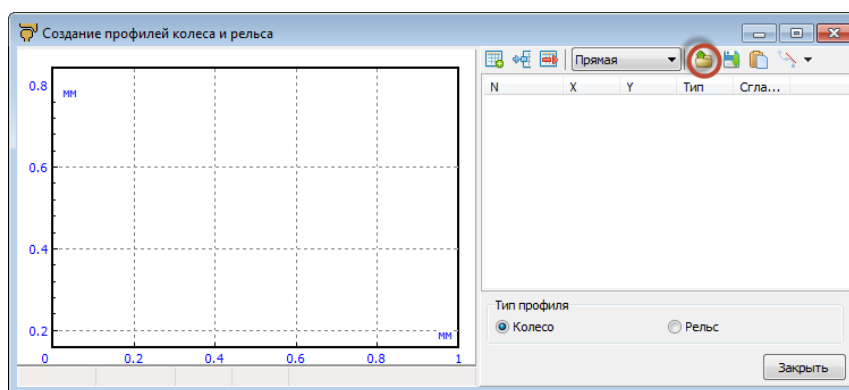 Создание профилей колеса и рельса
Прямая
N X Y Тип Сгла...
0.8
мм
0.6
0.4
0.2
мм
0 0.2 0.4 0.6 0.8 1
Тип профиля
Колесо Рельс
Закрыть